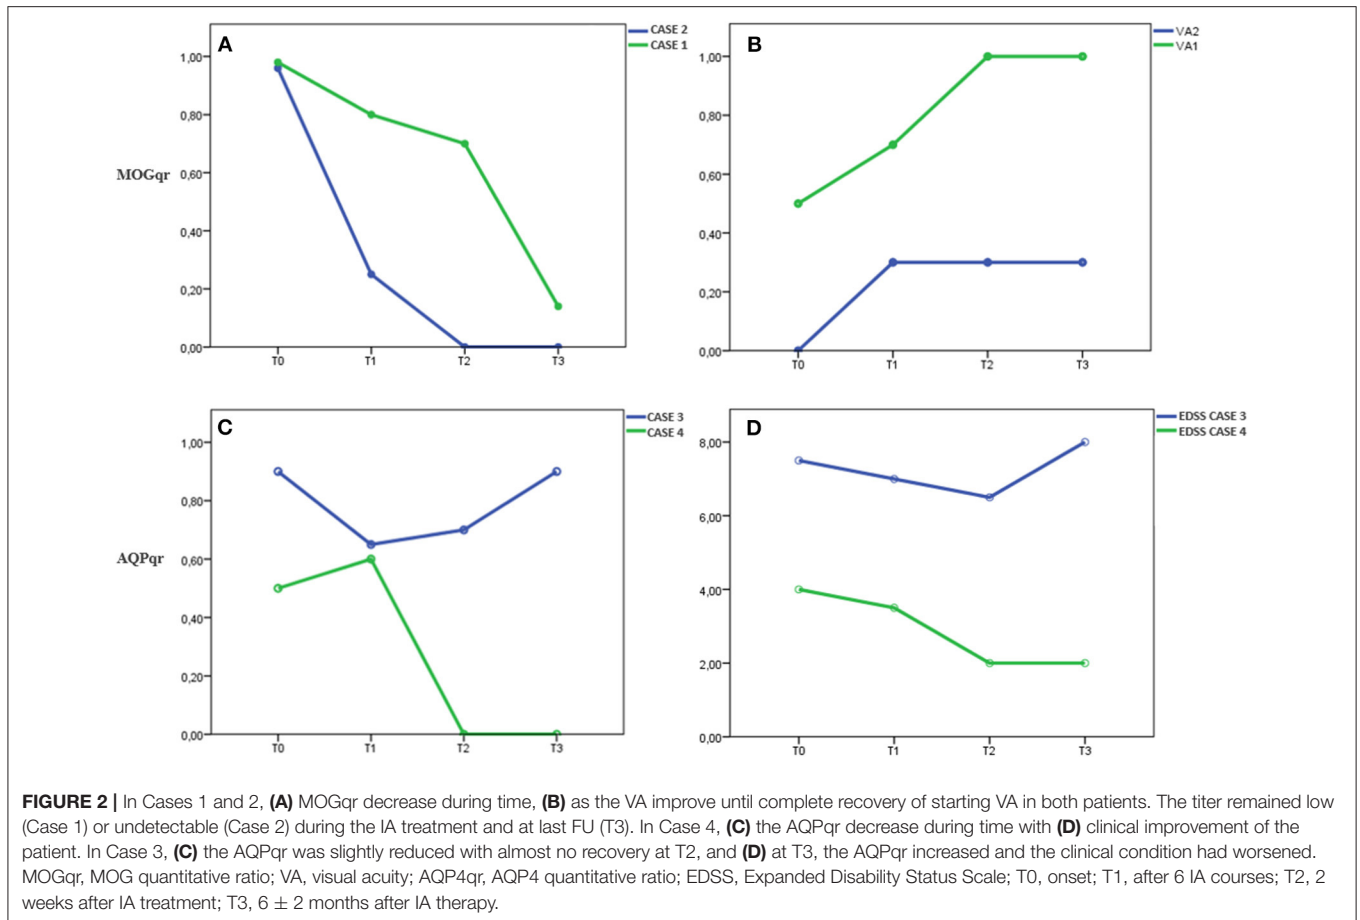 A
CASE 2
CASE 1
1,00
0,80
0,60
0,40
0,20
0,00
MOGqr
T0
T1
T2
T3
B
VA2
VA1
1,00
0,80
0,60
0,40
0,20
0,00
T0
T1
T2
T3
C
CASE 3
CASE 4
1,00
0,80
0,60
0,40
0,20
0,00
AQPqr
T0
T1
T2
T3
D
EDSS CASE 3
EDSS CASE 4
8,00
6,00
4,00
2,00
0,00
T0
T1
T2
T3
FIGURE 2 | In Cases 1 and 2, (A) MOGqr decrease during time, (B) as the VA improve until complete recovery of starting VA in both patients. The titer remained low
(Case 1) or undetectable (Case 2) during the IA treatment and at last FU (T3). In Case 4, (C) the AQPqr decrease during time with (D) clinical improvement of the
patient. In Case 3, (C) the AQPqr was slightly reduced with almost no recovery at T2, and (D) at T3, the AQPqr increased and the clinical condition had worsened.
MOGqr, MOG quantitative ratio; VA, visual acuity; AQP4qr, AQP4 quantitative ratio; EDSS, Expanded Disability Status Scale; T0, onset; T1, after 6 IA courses; T2, 2
weeks after IA treatment; T3, 6 ± 2 months after IA therapy.